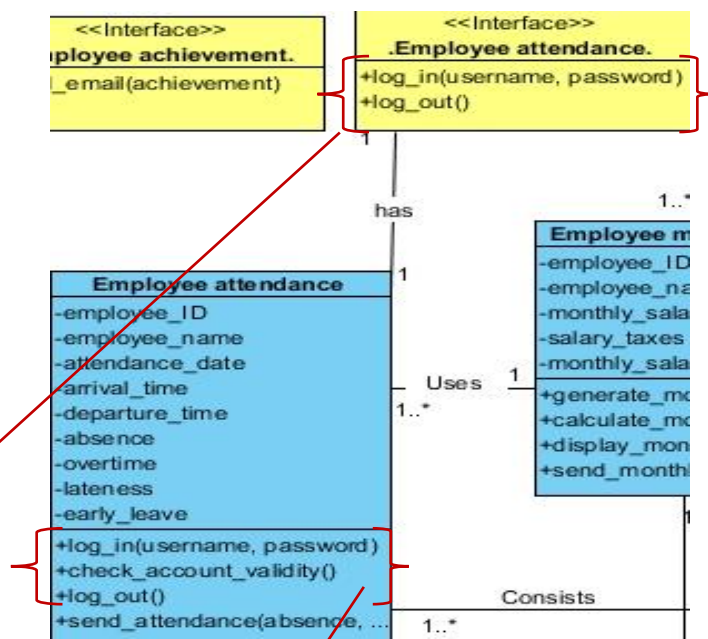 <<Interface>>
ployee achievement.
l_email(achievement)
<<Interface>>
.Employee attendance.
+log_in(username, password)
+log_out()
1
has
1
1..*
Employee attendance
-employee_ID
-employee_name
-attendance_date
-arrival_time
-departure_time
-absence
-overtime
-lateness
-early_leave
+log_in(username, password)
+check_account_validity()
+log_out()
+send_attendance(absence, ...
Uses
1
1..*
Employee m
-employee_ID
-employee_na
-monthly_sala
-salary_taxes
-monthly_sala
+generate_mo
+calculate_mo
+display_mon
+send_month
1
Consists
1..*